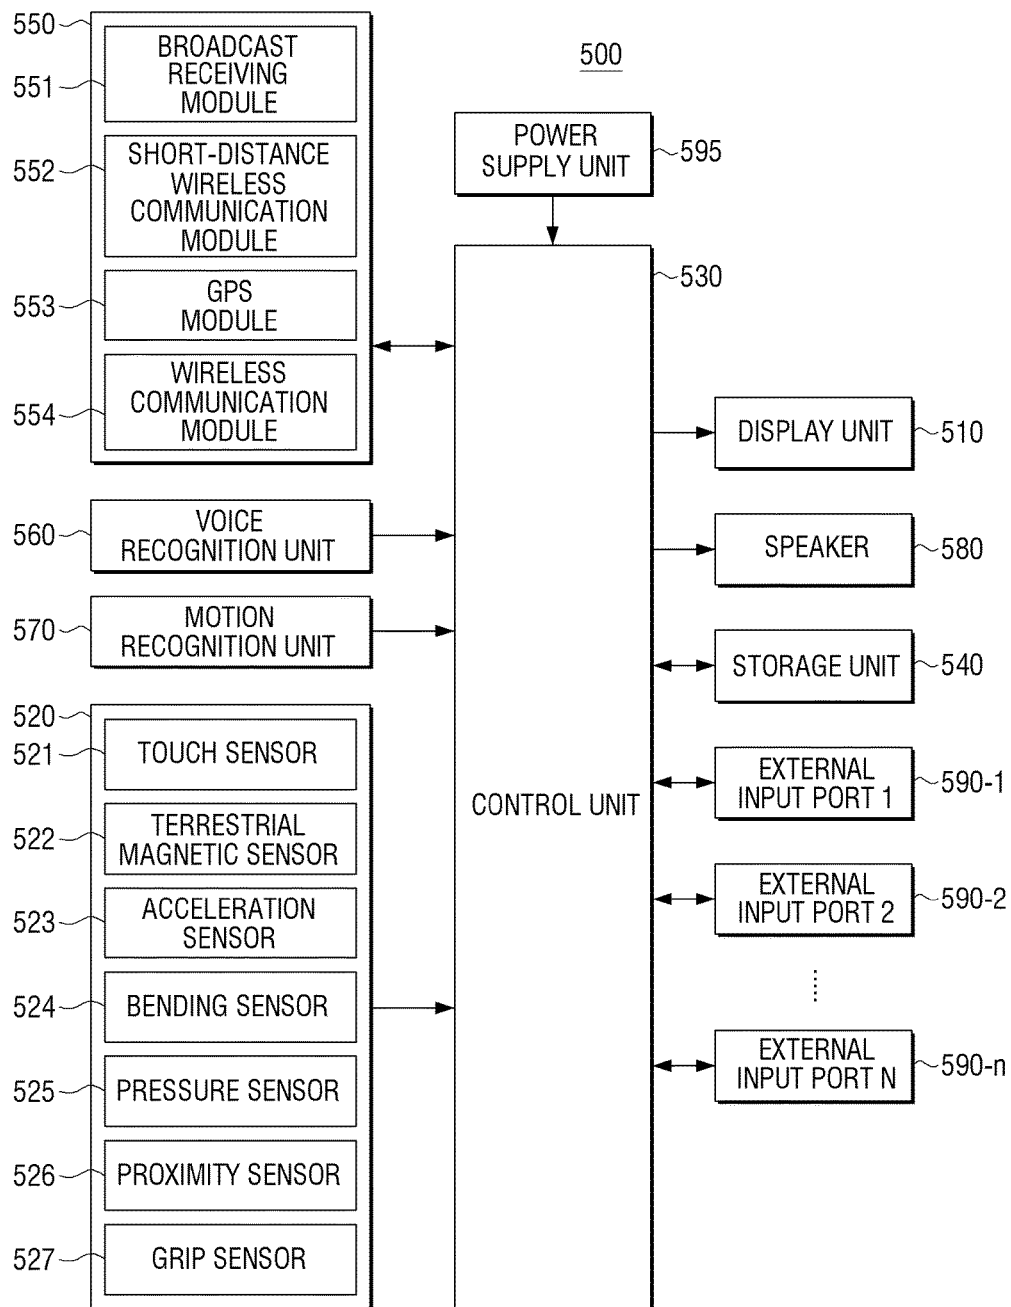 550
551
BROADCAST
RECEIVING
MODULE
552
SHORT-DISTANCE
WIRELESS
COMMUNICATION
MODULE
553
GPS
MODULE
554
WIRELESS
COMMUNICATION
MODULE
560
VOICE
RECOGNITION UNIT
570
MOTION
RECOGNITION UNIT
520
521
TOUCH SENSOR
522
TERRESTRIAL
MAGNETIC SENSOR
523
ACCELERATION
SENSOR
524
BENDING SENSOR
525
PRESSURE SENSOR
526
PROXIMITY SENSOR
527
GRIP SENSOR
500
POWER
SUPPLY UNIT
595
530
CONTROL UNIT
DISPLAY UNIT
510
SPEAKER
580
STORAGE UNIT
540
EXTERNAL
INPUT PORT 1
590-1
EXTERNAL
INPUT PORT 2
590-2
EXTERNAL
INPUT PORT N
590-n